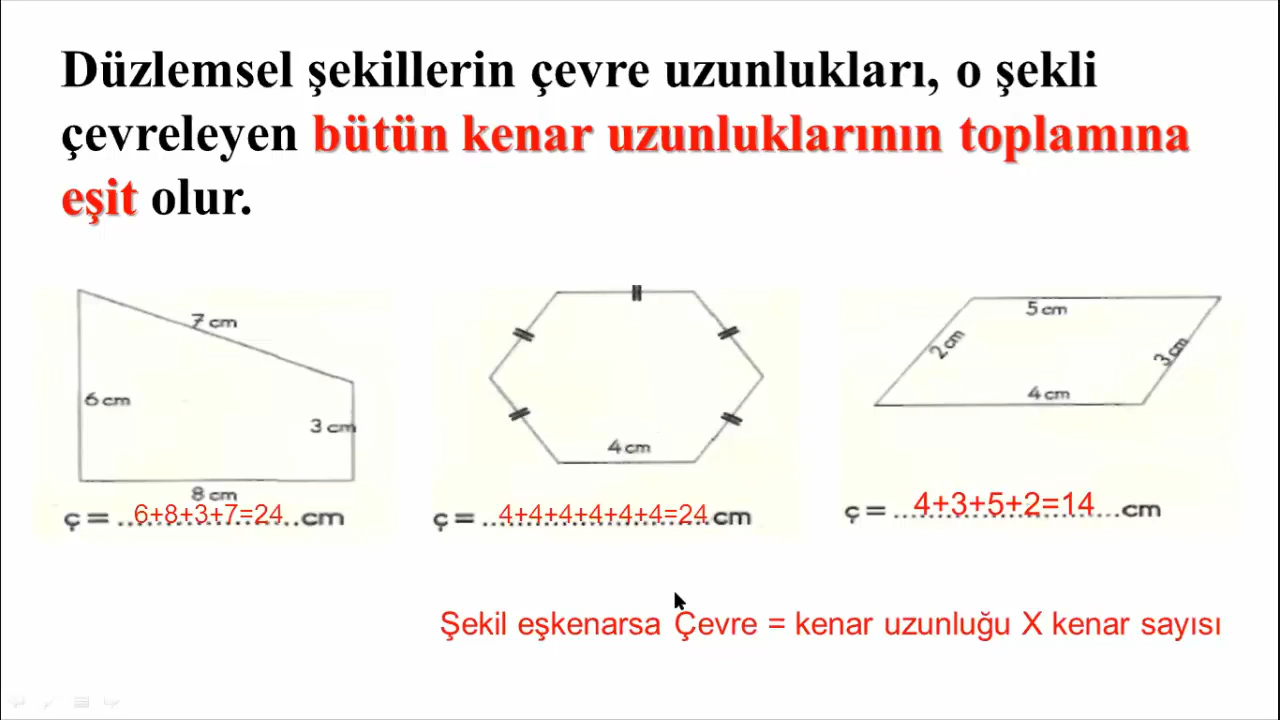 Düzlemsel şekillerin çevre uzunlukları, o şekli
çevreleyen bütün kenar uzunluklarının toplamına
eşit olur.
7 cm
6 cm
3 cm
8 cm
ç = ..6+8+3+7=24..cm
4 cm
ç = ..4+4+4+4+4+4=24.cm
5 cm
2 cm
3 cm
4 cm
ç = ...4+3+5+2=14...cm
Şekil eşkenarsa Çevre = kenar uzunluğu X kenar sayısı